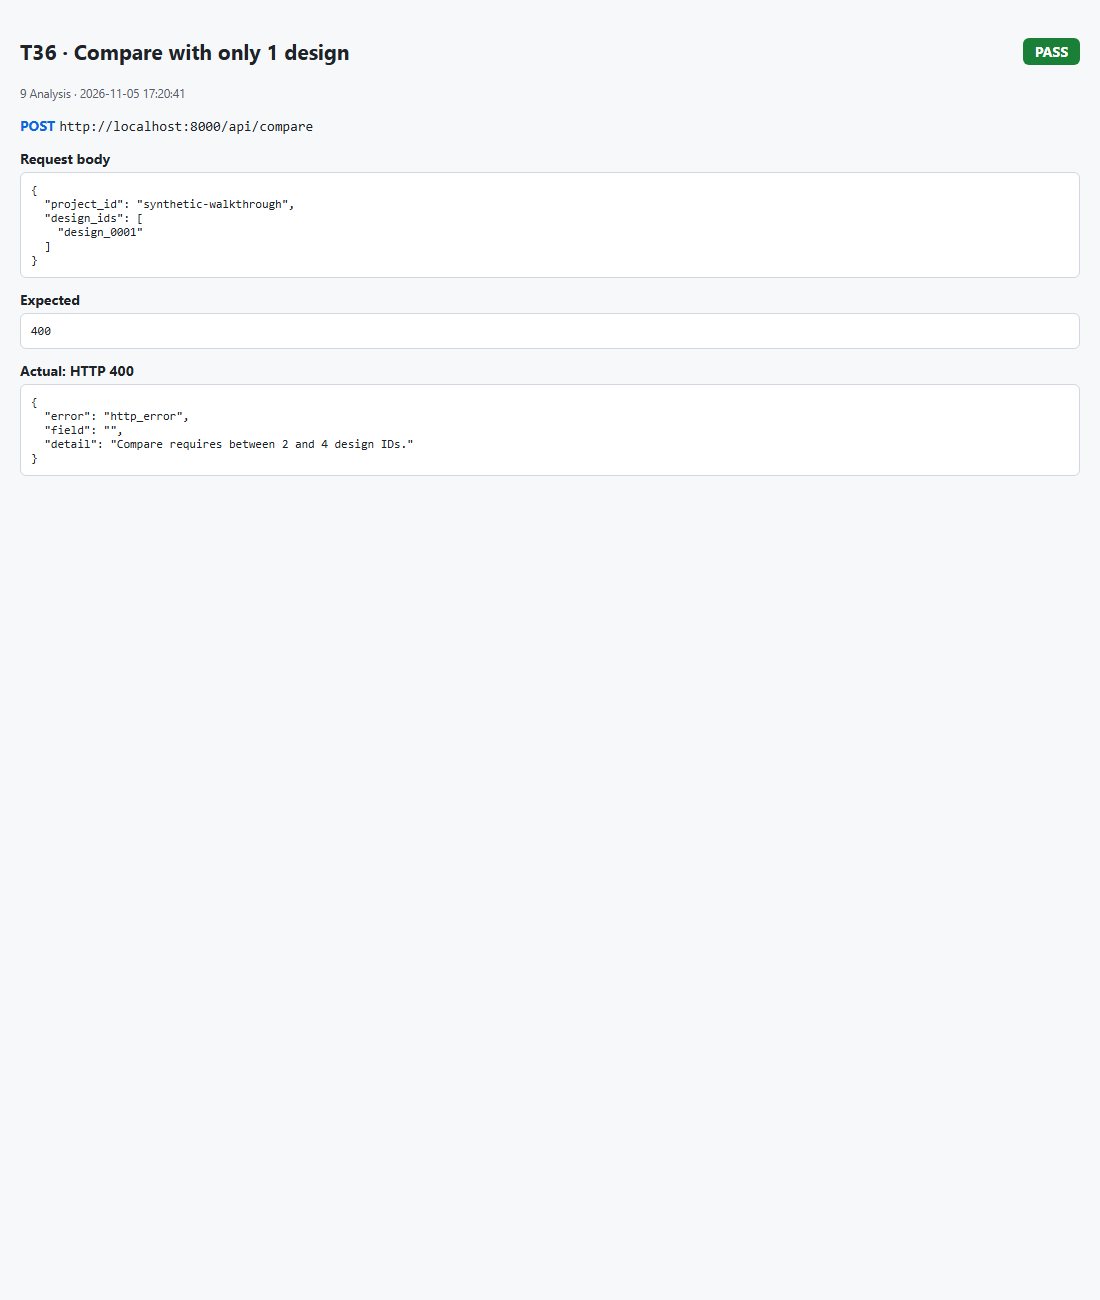 T36 · Compare with only 1 design
PASS
9 Analysis · 2026-11-05 17:20:41
POST http://localhost:8000/api/compare
Request body
{
  "project_id": "synthetic-walkthrough",
  "design_ids": [
    "design_0001"
  ]
}
Expected
400
Actual: HTTP 400
{
  "error": "http_error",
  "field": "",
  "detail": "Compare requires between 2 and 4 design IDs."
}